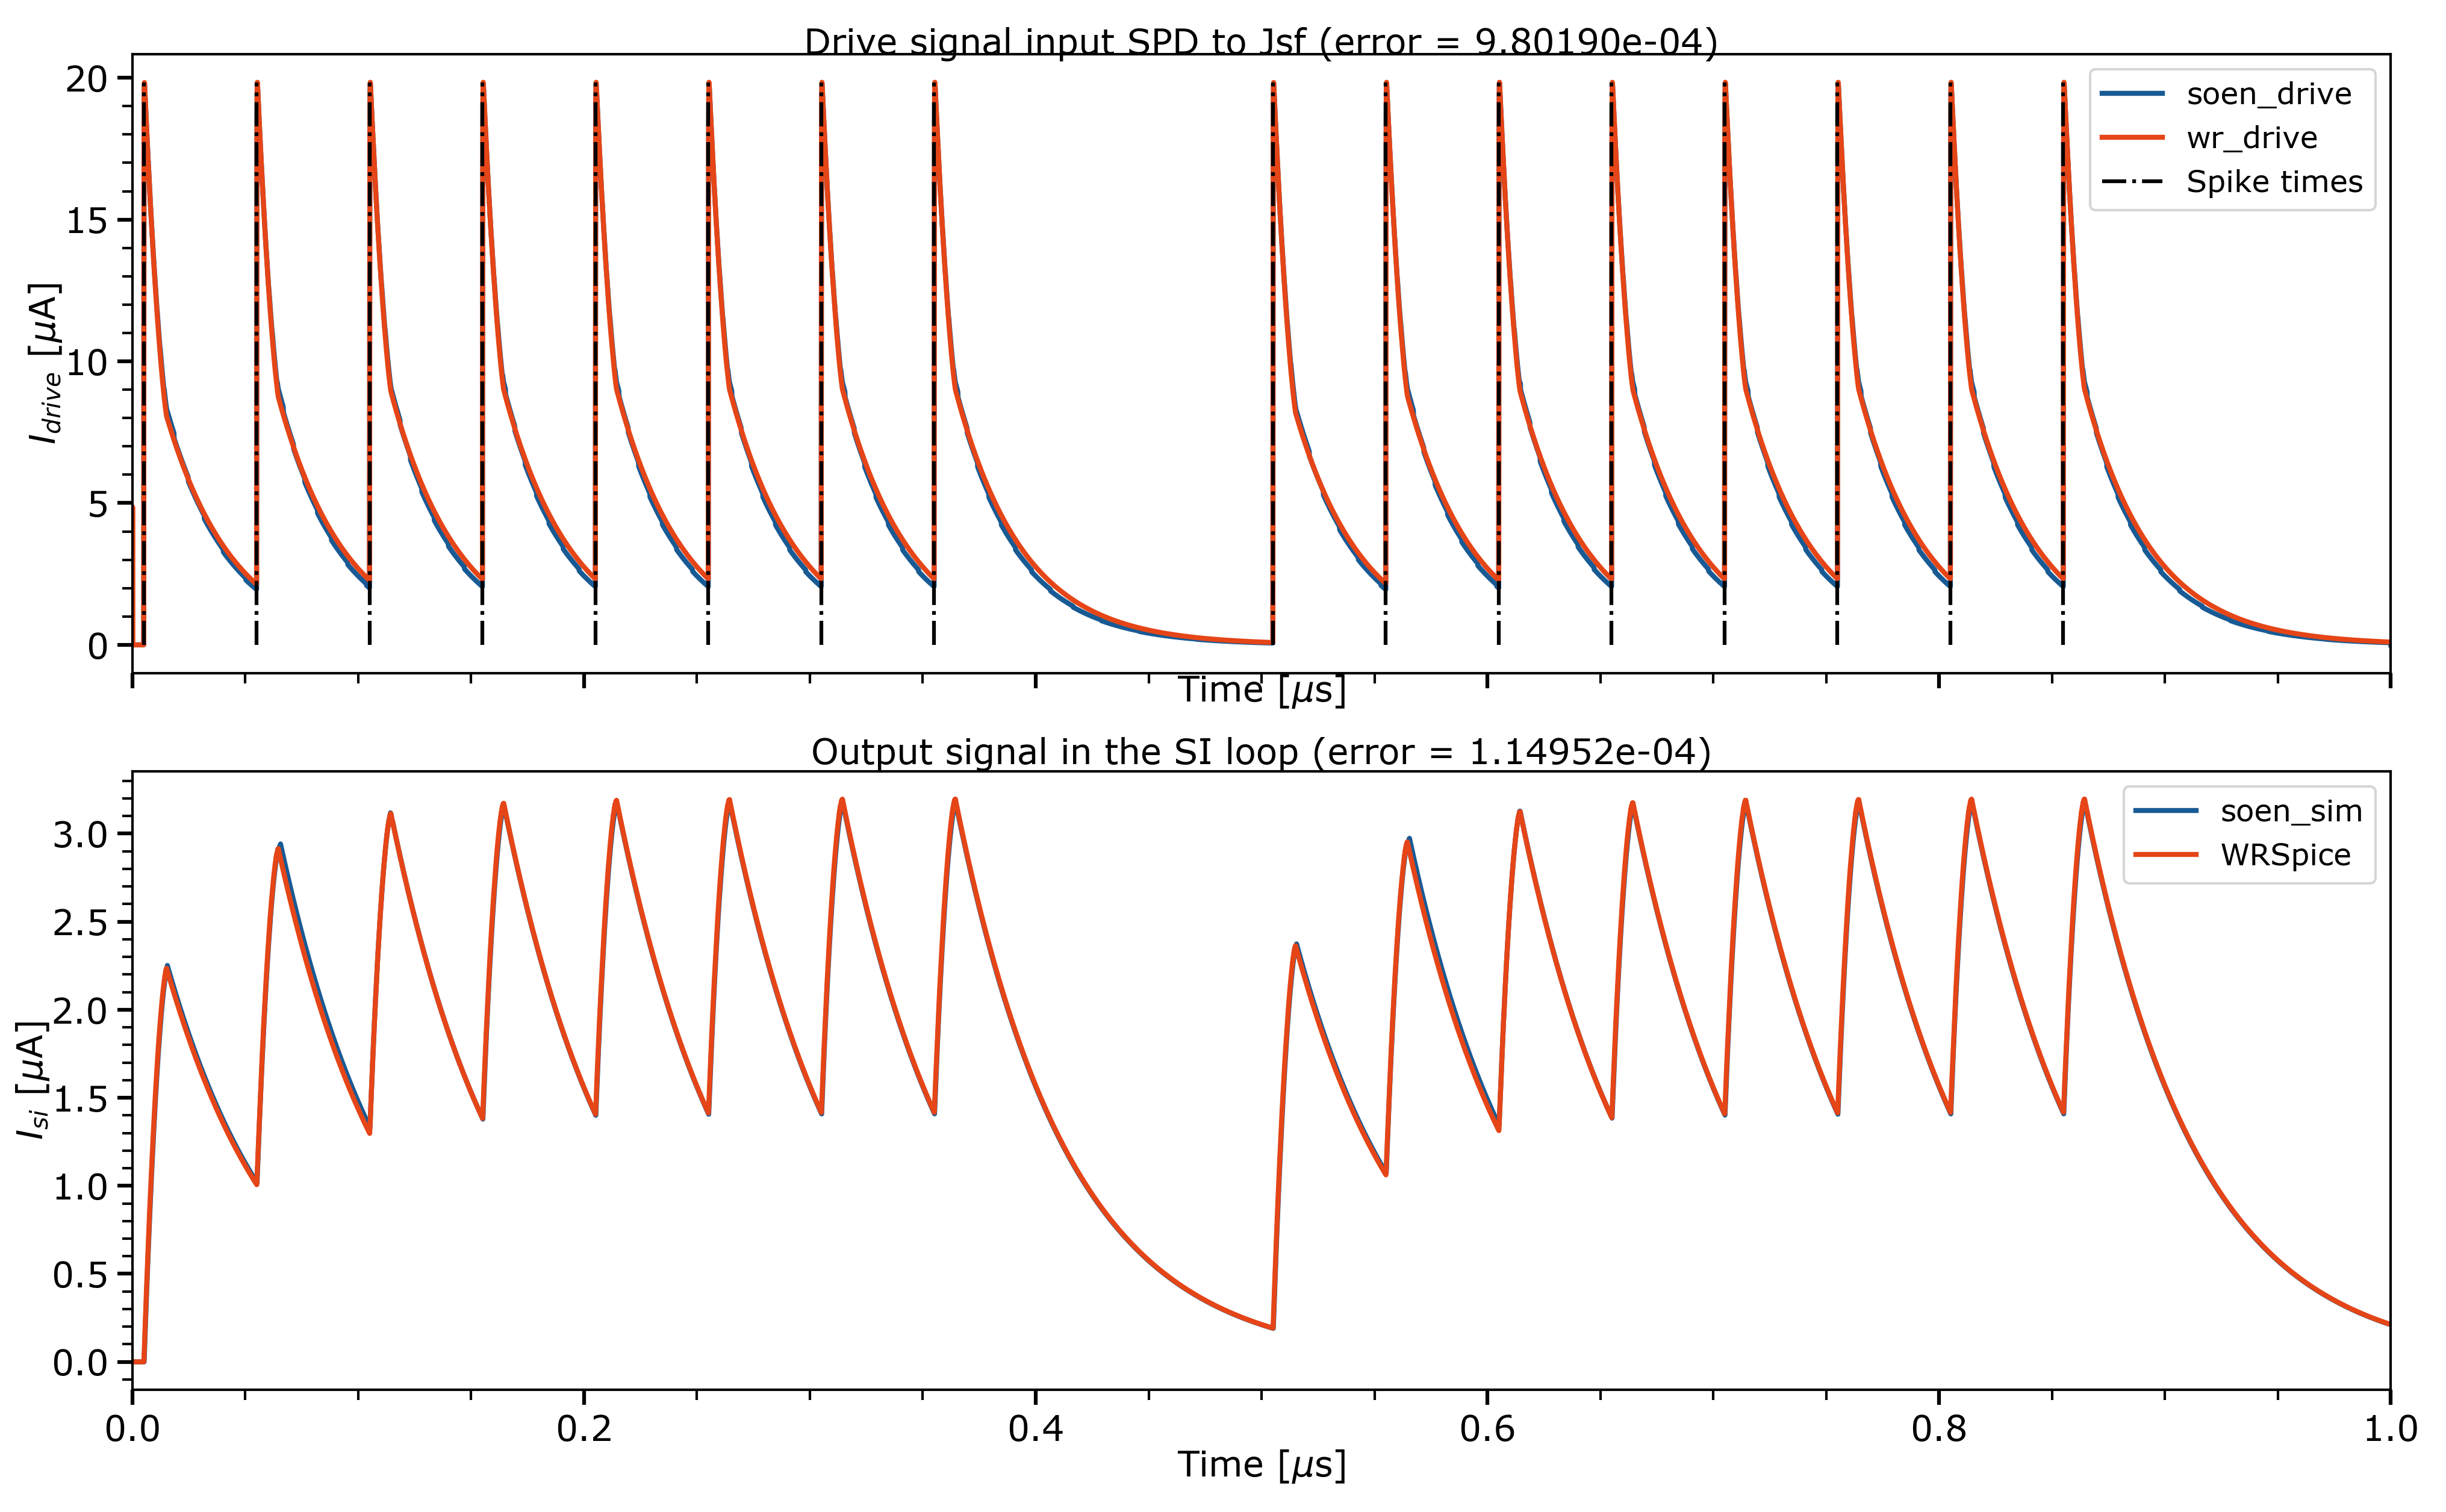 Drive signal input SPD to Jsf (error = 9.80190e-04)
20
15
10
5
0
I_drive [μA]
soen_drive
wr_drive
Spike times
Time [μs]
Output signal in the SI loop (error = 1.14952e-04)
3.0
2.5
2.0
1.5
1.0
0.5
0.0
I_si [μA]
soen_sim
WRSpice
0.0 0.2 0.4 0.6 0.8 1.0
Time [μs]